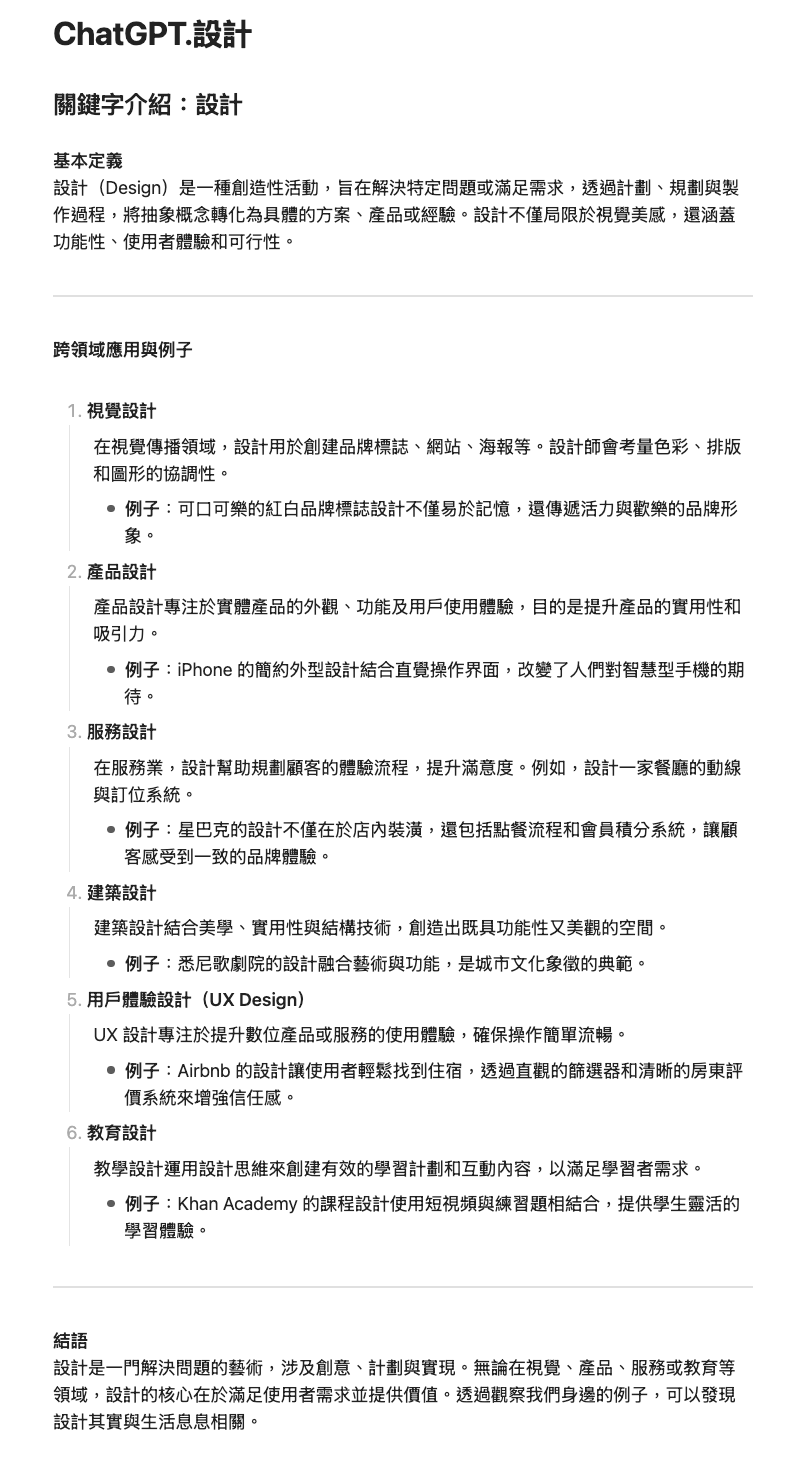 ChatGPT.設計
關鍵字介紹：設計
基本定義
設計（Design）是一種創造性活動，旨在解決特定問題或滿足需求，透過計劃、規劃與製
作過程，將抽象概念轉化為具體的方案、產品或經驗。設計不僅局限於視覺美感，還涵蓋
功能性、使用者體驗和可行性。
跨領域應用與例子
1. 視覺設計
在視覺傳播領域，設計用於創建品牌標誌、網站、海報等。設計師會考量色彩、排版
和圖形的協調性。
• 例子：可口可樂的紅白品牌標誌設計不僅易於記憶，還傳遞活力與歡樂的品牌形
象。
2. 產品設計
產品設計專注於實體產品的外觀、功能及用戶使用體驗，目的是提升產品的實用性和
吸引力。
• 例子：iPhone 的簡約外型設計結合直覺操作界面，改變了人們對智慧型手機的期
待。
3. 服務設計
在服務業，設計幫助規劃顧客的體驗流程，提升滿意度。例如，設計一家餐廳的動線
與訂位系統。
• 例子：星巴克的設計不僅在於店內裝潢，還包括點餐流程和會員積分系統，讓顧
客感受到一致的品牌體驗。
4. 建築設計
建築設計結合美學、實用性與結構技術，創造出既具功能性又美觀的空間。
• 例子：悉尼歌劇院的設計融合藝術與功能，是城市文化象徵的典範。
5. 用戶體驗設計（UX Design）
UX 設計專注於提升數位產品或服務的使用體驗，確保操作簡單流暢。
• 例子：Airbnb 的設計讓使用者輕鬆找到住宿，透過直觀的篩選器和清晰的房東評
價系統來增強信任感。
6. 教育設計
教學設計運用設計思維來創建有效的學習計劃和互動內容，以滿足學習者需求。
• 例子：Khan Academy 的課程設計使用短視頻與練習題相結合，提供學生靈活的
學習體驗。
結語
設計是一門解決問題的藝術，涉及創意、計劃與實現。無論在視覺、產品、服務或教育等
領域，設計的核心在於滿足使用者需求並提供價值。透過觀察我們身邊的例子，可以發現
設計其實與生活息息相關。